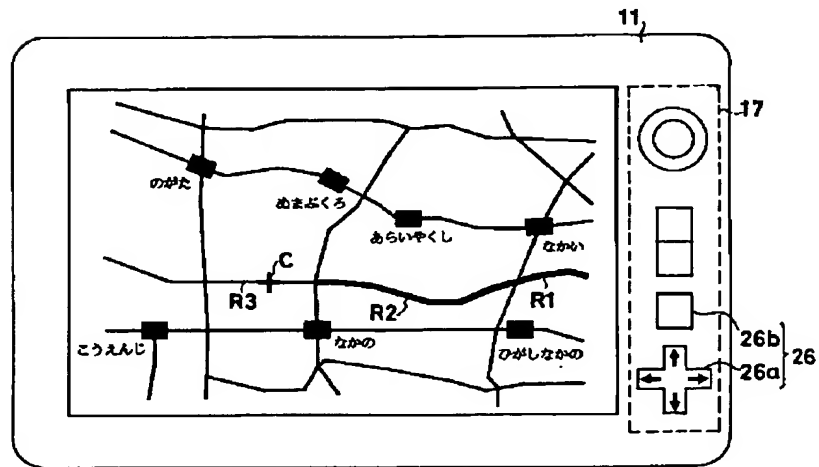 11
17
のがた
ぬまぶくろ
あらいやくし
なかい
C
R3
R2
R1
こうえんじ
なかの
ひがしなかの
26b
26a
26